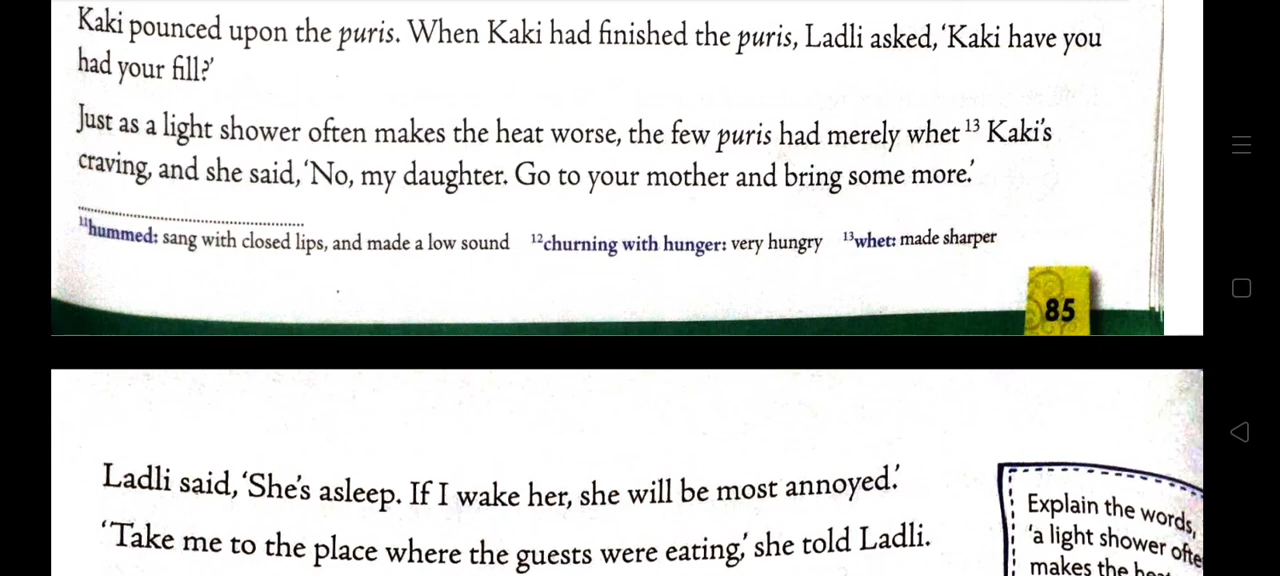 Kaki pounced upon the puris. When Kaki had finished the puris, Ladli asked, ‘Kaki have you
had your fill?’
Just as a light shower often makes the heat worse, the few puris had merely whet ¹³ Kaki’s
craving, and she said, ‘No, my daughter. Go to your mother and bring some more.’
¹¹hummed: sang with closed lips, and made a low sound ¹²churning with hunger: very hungry ¹³whet: made sharper
85
Ladli said, ‘She’s asleep. If I wake her, she will be most annoyed.’
‘Take me to the place where the guests were eating,’ she told Ladli.
Explain the words,
‘a light shower ofte
makes the